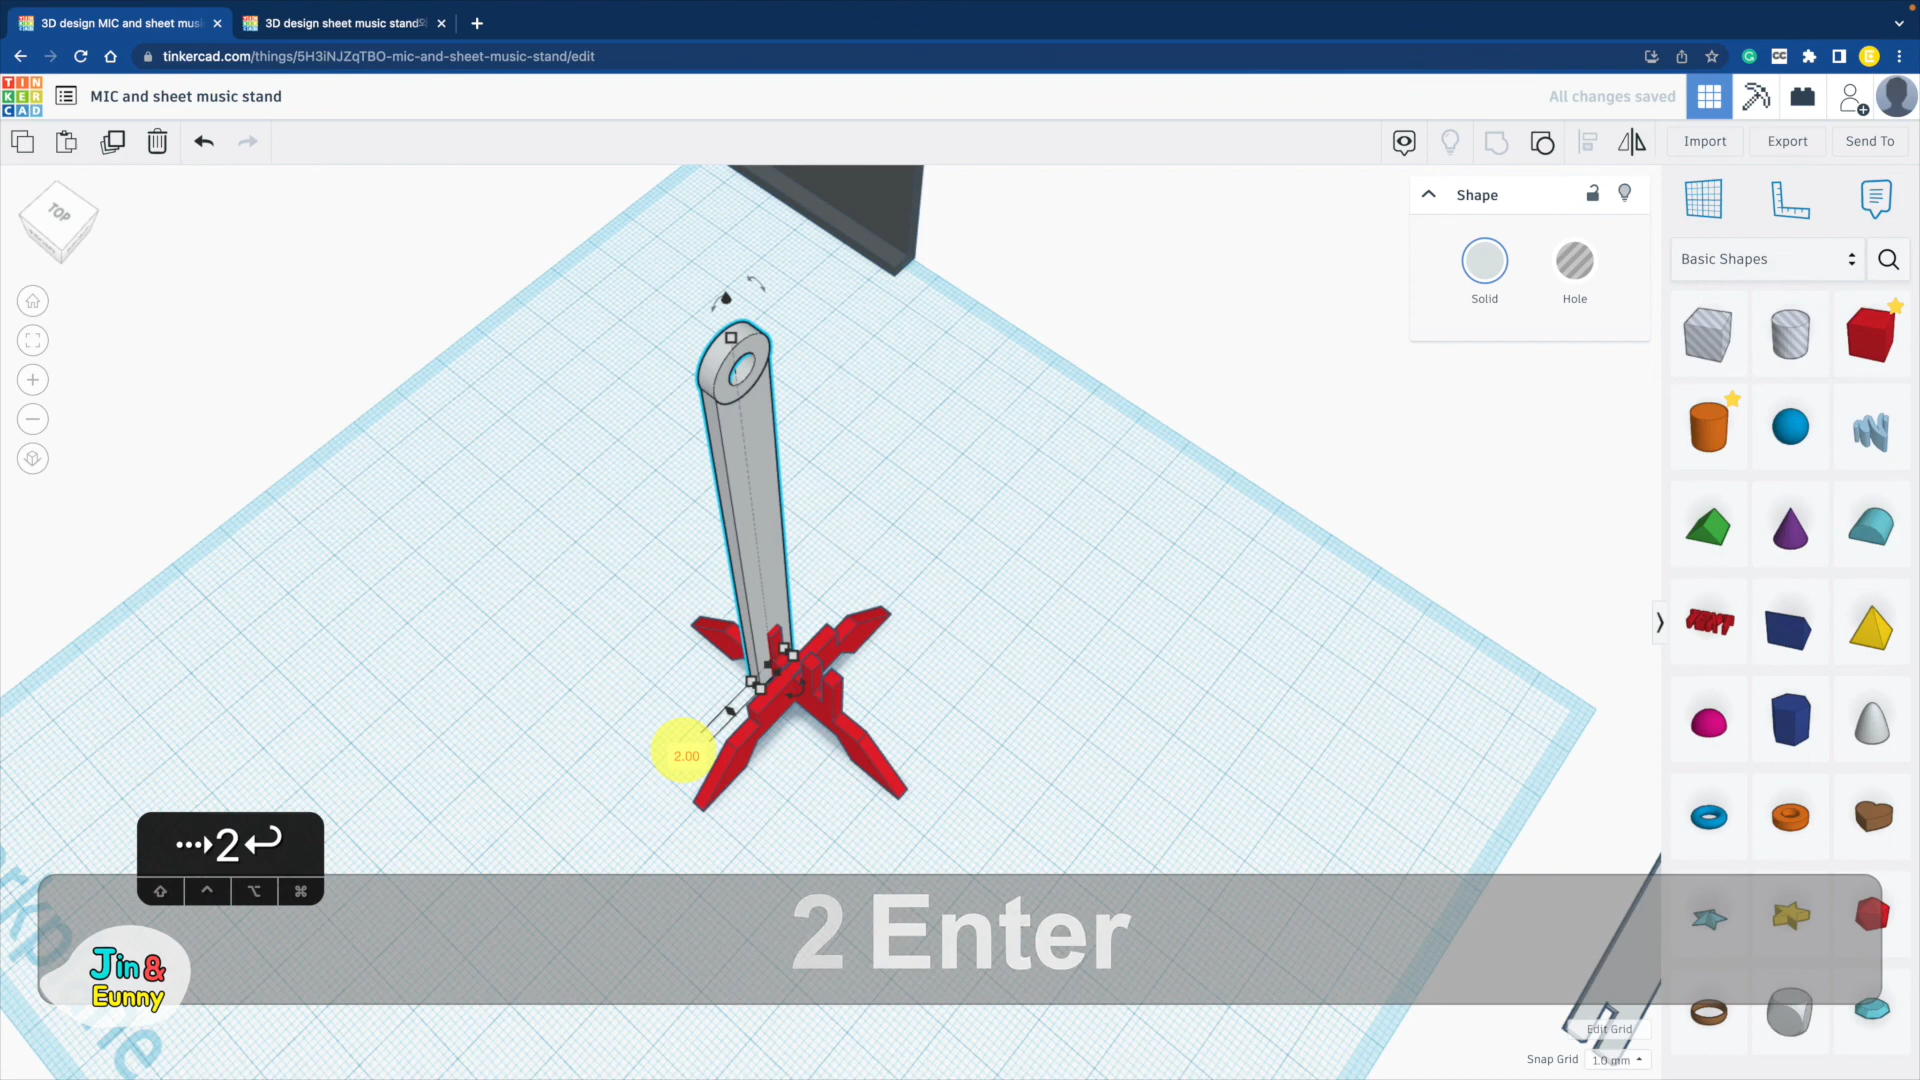 3D design MIC and sheet musi
3D design sheet music stand
tinkercad.com/things/5H3iNJZqTBO-mic-and-sheet-music-stand/edit
TIN
KER
CAD
MIC and sheet music stand
All changes saved
Import
Export
Send To
TOP
Shape
Solid
Hole
Basic Shapes
TEXT
2.00
2
2 Enter
Jin&
Eunny
Edit Grid
Snap Grid 1.0 mm